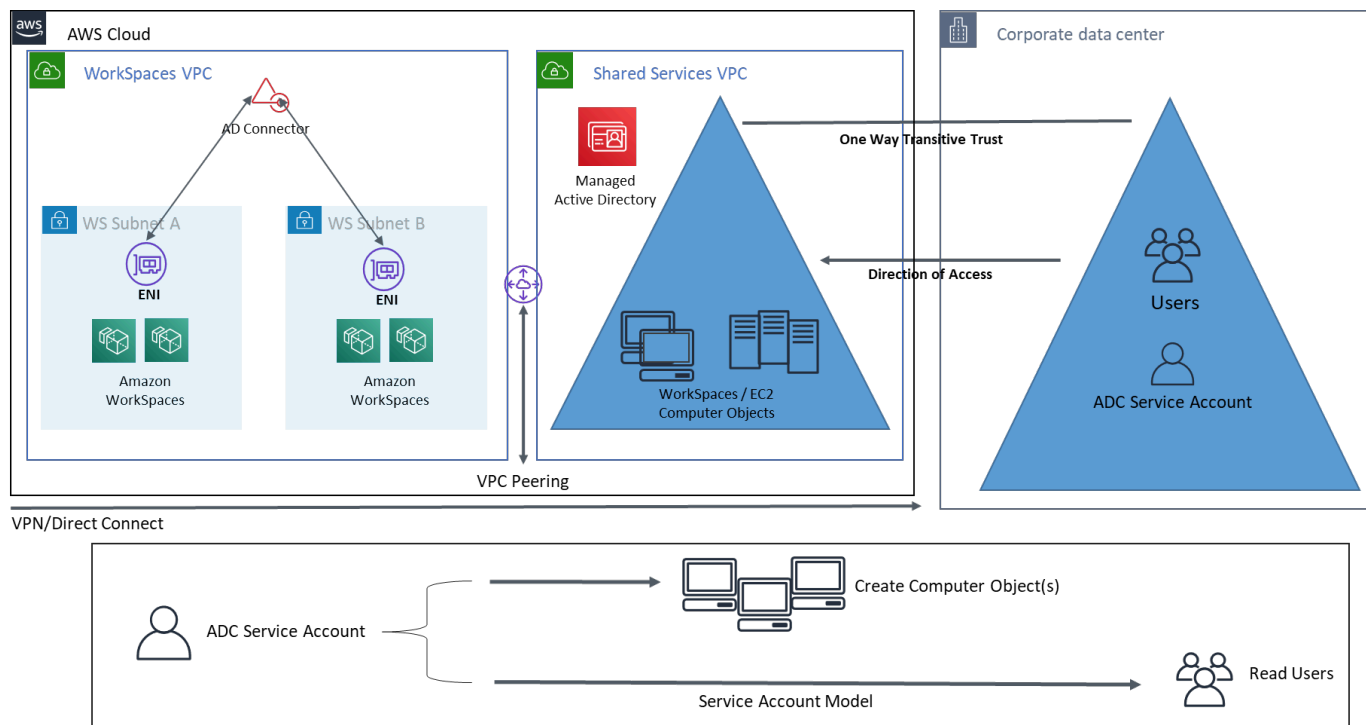 aws
AWS Cloud
WorkSpaces VPC
AD Connector
WS Subnet A
ENI
Amazon
WorkSpaces
WS Subnet B
ENI
Amazon
WorkSpaces
Shared Services VPC
Managed
Active Directory
WorkSpaces / EC2
Computer Objects
VPC Peering
One Way Transitive Trust
Direction of Access
Corporate data center
Users
ADC Service Account
VPN/Direct Connect
ADC Service Account
Create Computer Object(s)
Service Account Model
Read Users